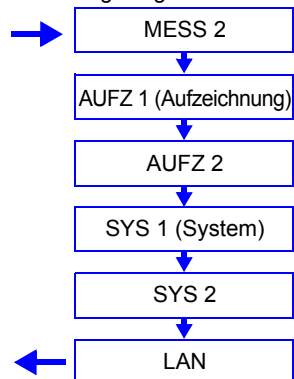 MESS 2
AUFZ 1 (Aufzeichnung)
AUFZ 2
SYS 1 (System)
SYS 2
LAN